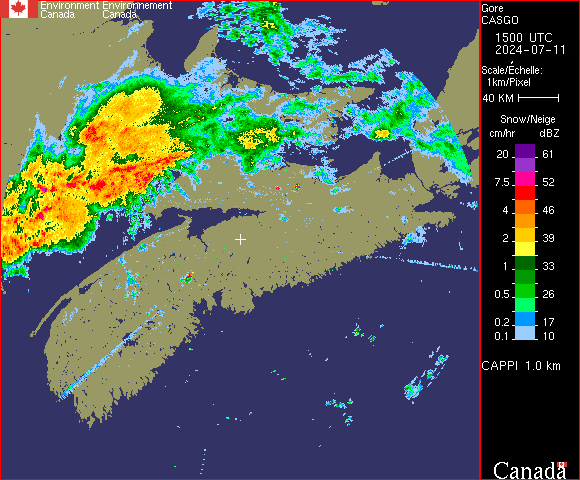 Environment Environnement
Canada Canada
Gore
CASGO
1500 UTC
2024-07-11
Scale/Échelle:
1km/Pixel
40 KM
Snow/Neige
cm/hr dBZ
20 61
7.5 52
4 46
2 39
1 33
0.5 26
0.2 17
0.1 10
CAPPI 1.0 km
Canada